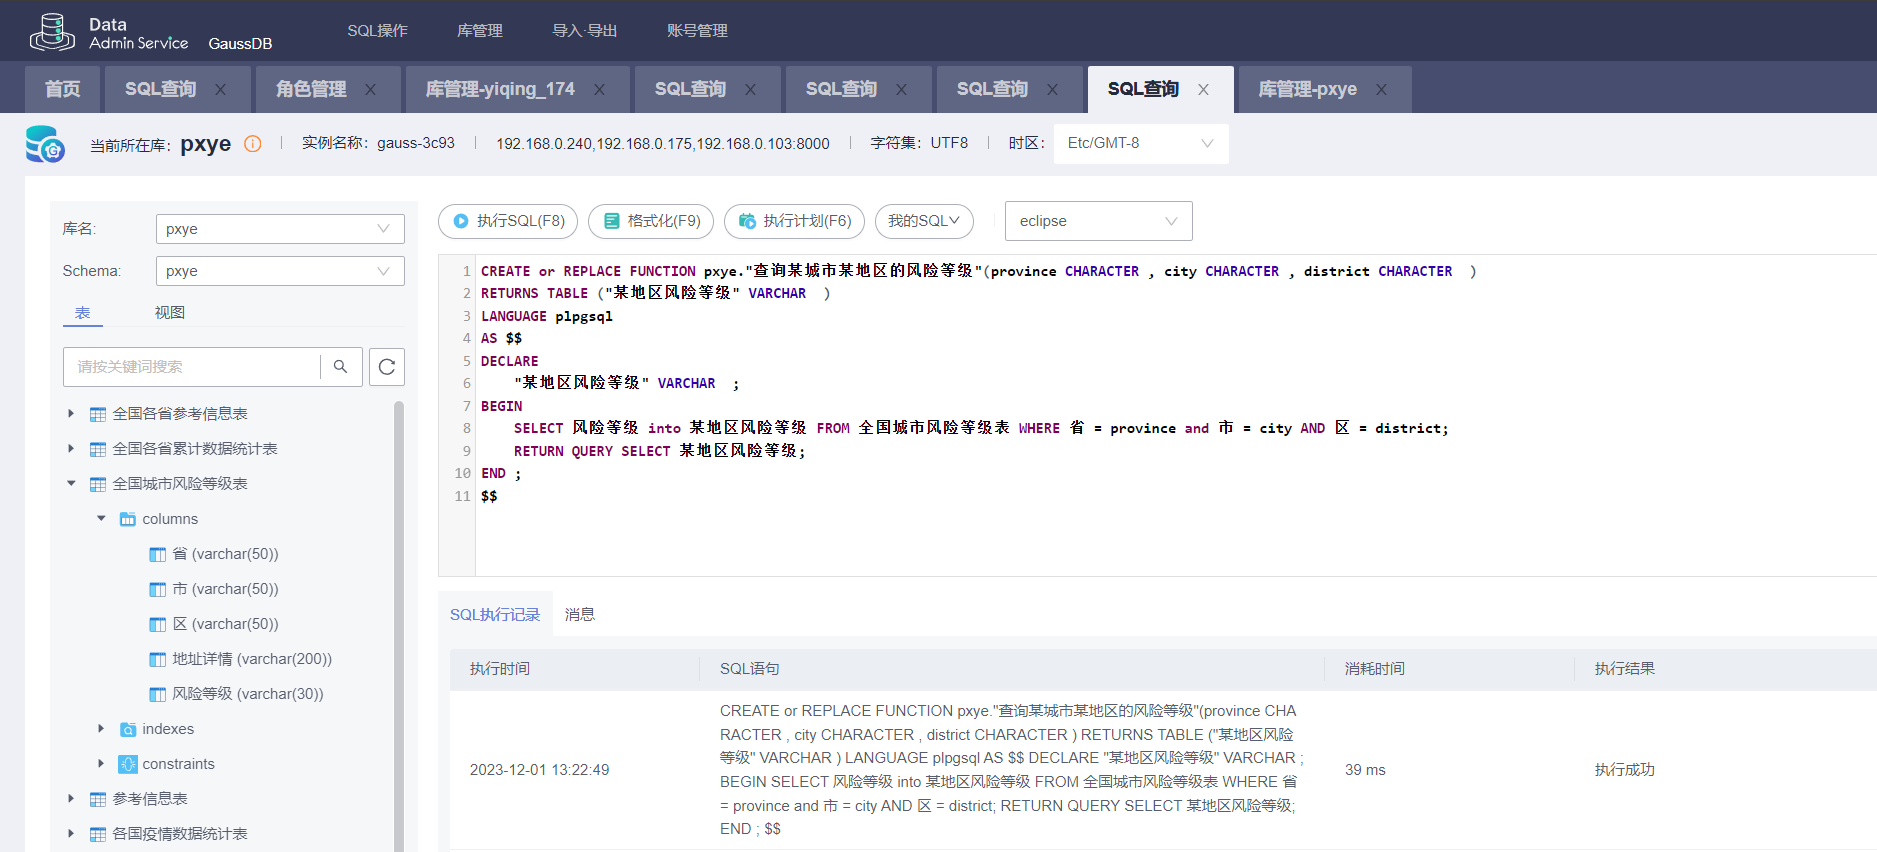 Data
Admin Service GaussDB SQL操作 库管理 导入·导出 账号管理
首页 SQL查询 角色管理 库管理-yiqing_174 SQL查询 SQL查询 SQL查询 SQL查询 库管理-pxye
当前所在库: pxye 实例名称: gauss-3c93 192.168.0.240,192.168.0.175,192.168.0.103:8000 字符集: UTF8 时区: Etc/GMT-8
库名: pxye
Schema: pxye
表 视图
请按关键词搜索
全国各省参考信息表
全国各省累计数据统计表
全国城市风险等级表
columns
省 (varchar(50))
市 (varchar(50))
区 (varchar(50))
地址详情 (varchar(200))
风险等级 (varchar(30))
indexes
constraints
参考信息表
各国疫情数据统计表
执行SQL(F8) 格式化(F9) 执行计划(F6) 我的SQL eclipse
1 CREATE or REPLACE FUNCTION pxye."查询某城市某地区的风险等级"(province CHARACTER , city CHARACTER , district CHARACTER )
2 RETURNS TABLE ("某地区风险等级" VARCHAR )
3 LANGUAGE plpgsql
4 AS $$
5 DECLARE
6 "某地区风险等级" VARCHAR ;
7 BEGIN
8 SELECT 风险等级 into 某地区风险等级 FROM 全国城市风险等级表 WHERE 省 = province and 市 = city AND 区 = district;
9 RETURN QUERY SELECT 某地区风险等级;
10 END ;
11 $$
SQL执行记录 消息
执行时间 SQL语句 消耗时间 执行结果
CREATE or REPLACE FUNCTION pxye."查询某城市某地区的风险等级"(province CHA
RACTER , city CHARACTER , district CHARACTER ) RETURNS TABLE ("某地区风险
等级" VARCHAR ) LANGUAGE plpgsql AS $$ DECLARE "某地区风险等级" VARCHAR ;
2023-12-01 13:22:49 39 ms 执行成功
BEGIN SELECT 风险等级 into 某地区风险等级 FROM 全国城市风险等级表 WHERE 省
= province and 市 = city AND 区 = district; RETURN QUERY SELECT 某地区风险等级;
END ; $$